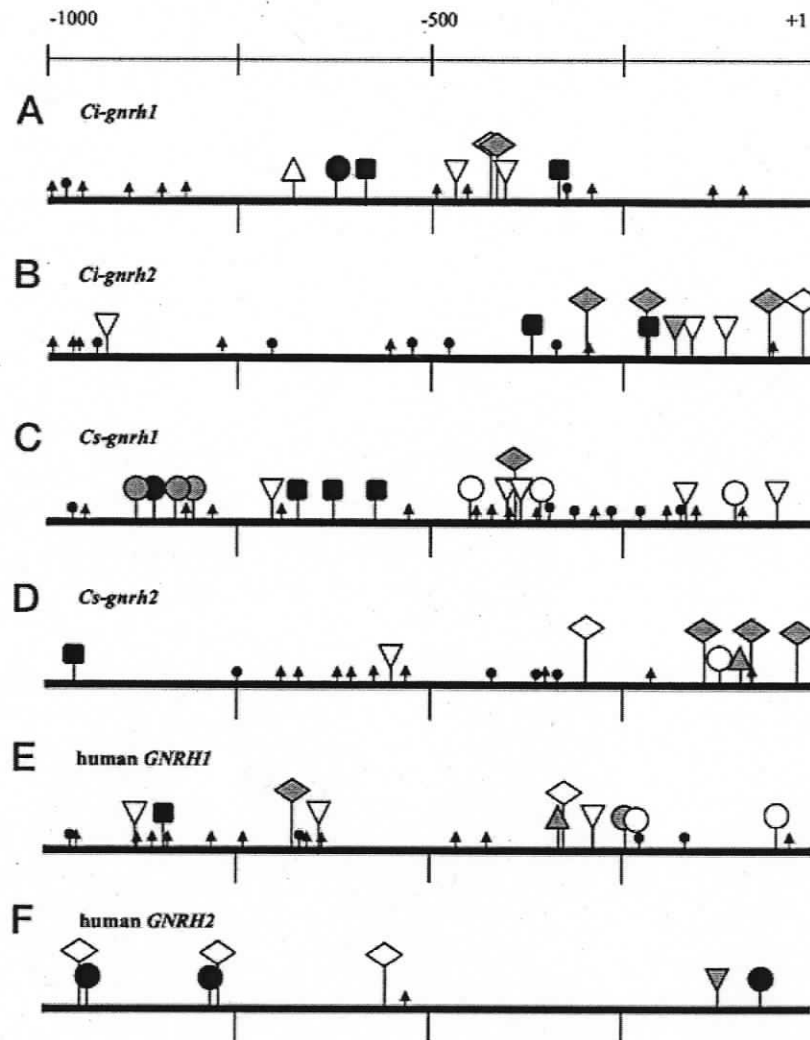 -1000 -500 +1
A Ci-gnrh1
B Ci-gnrh2
C Cs-gnrh1
D Cs-gnrh2
E human GNRH1
F human GNRH2